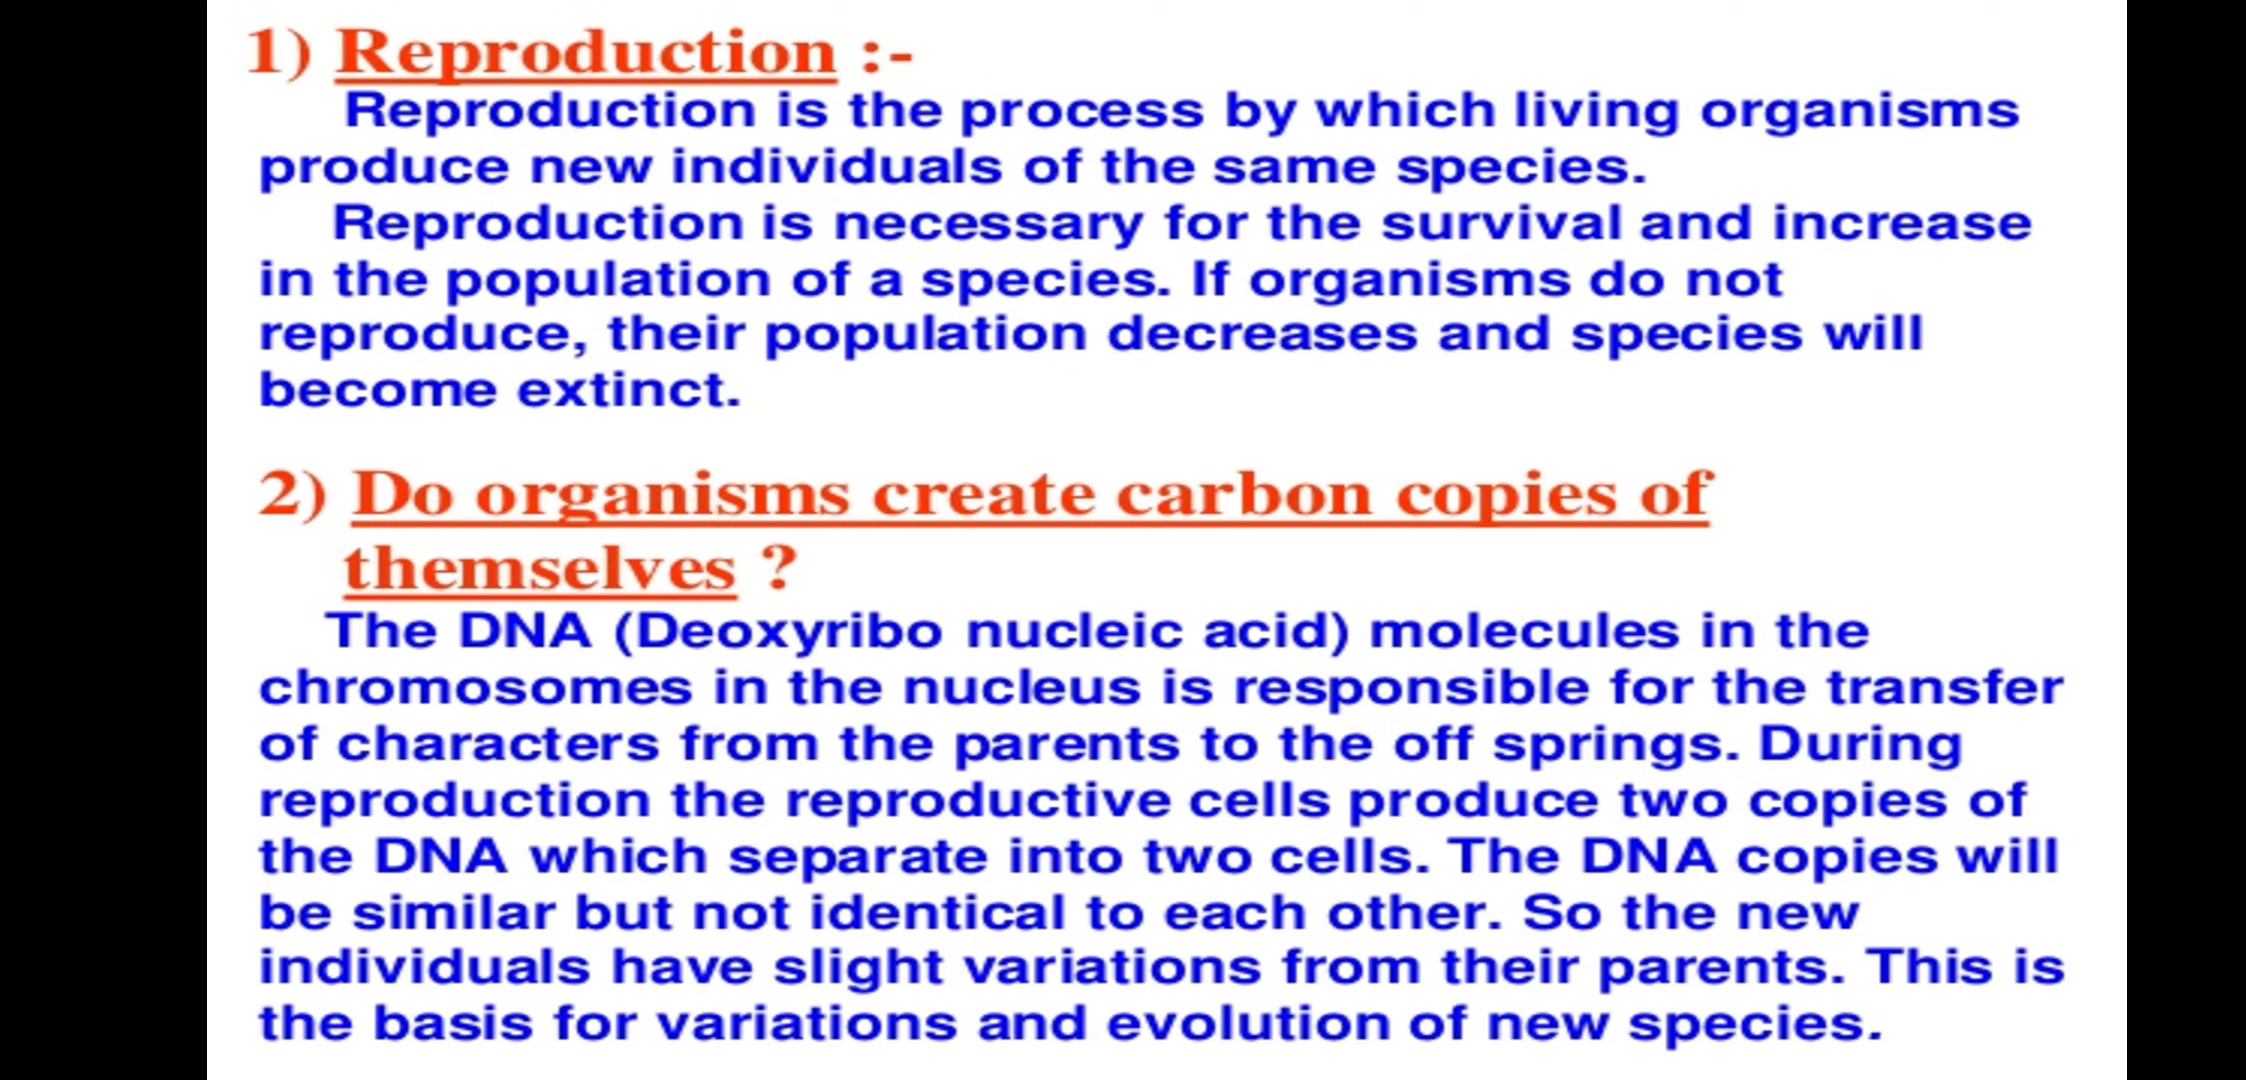 1) Reproduction :-
Reproduction is the process by which living organisms
produce new individuals of the same species.
Reproduction is necessary for the survival and increase
in the population of a species. If organisms do not
reproduce, their population decreases and species will
become extinct.
2) Do organisms create carbon copies of
themselves ?
The DNA (Deoxyribo nucleic acid) molecules in the
chromosomes in the nucleus is responsible for the transfer
of characters from the parents to the off springs. During
reproduction the reproductive cells produce two copies of
the DNA which separate into two cells. The DNA copies will
be similar but not identical to each other. So the new
individuals have slight variations from their parents. This is
the basis for variations and evolution of new species.